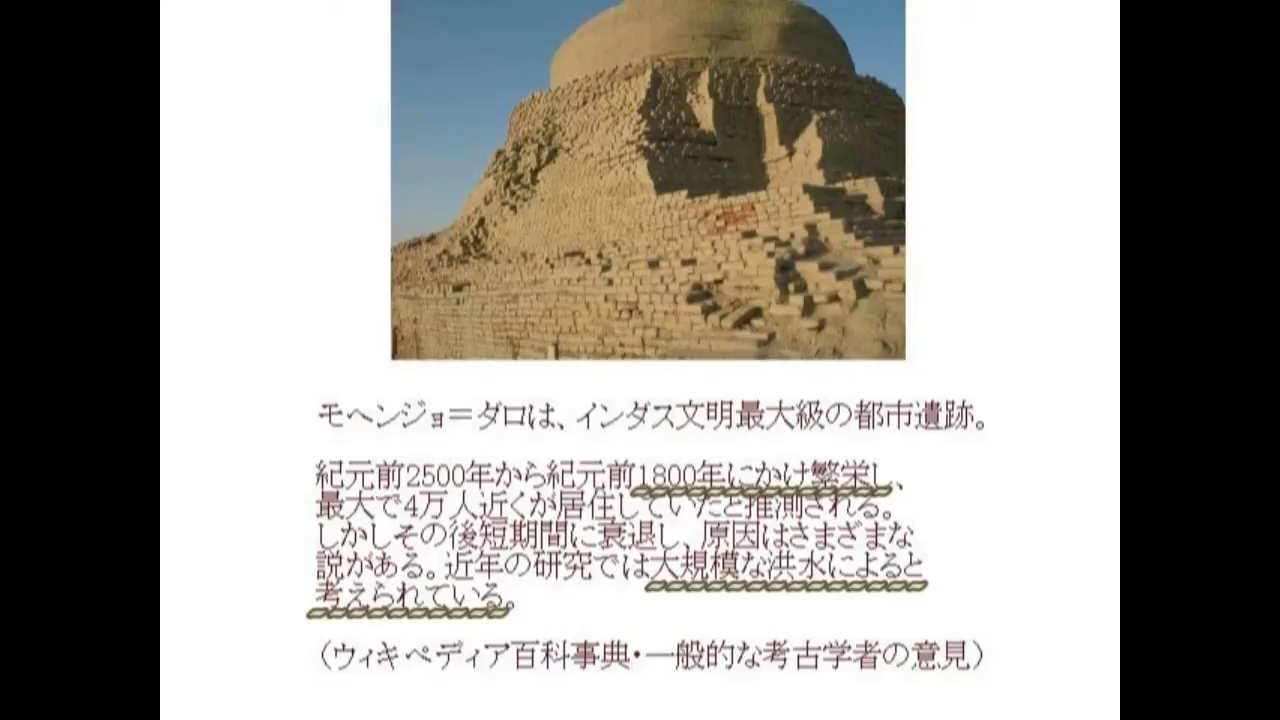 モヘンジョ＝ダロは、インダス文明最大級の都市遺跡。
紀元前2500年から紀元前1800年にかけ繁栄し、
最大で4万人近くが居住していたと推測される。
しかしその後短期間に衰退し、原因はさまざまな
説がある。近年の研究では大規模な洪水によると
考えられている。
（ウィキペディア百科事典・一般的な考古学者の意見）